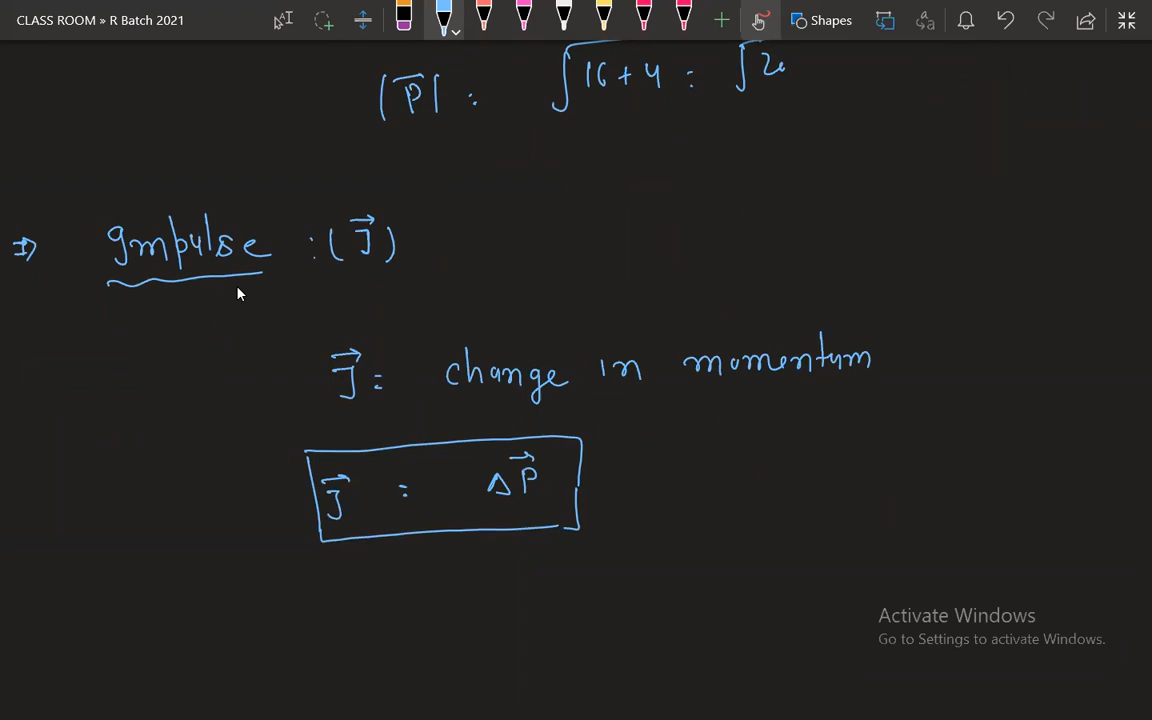 CLASS ROOM » R Batch 2021
Shapes
|P⃗| : √16+4 : √20
⇒ Impulse : (J⃗)
J⃗ = change in momentum
J⃗ : ΔP⃗
Activate Windows
Go to Settings to activate Windows.